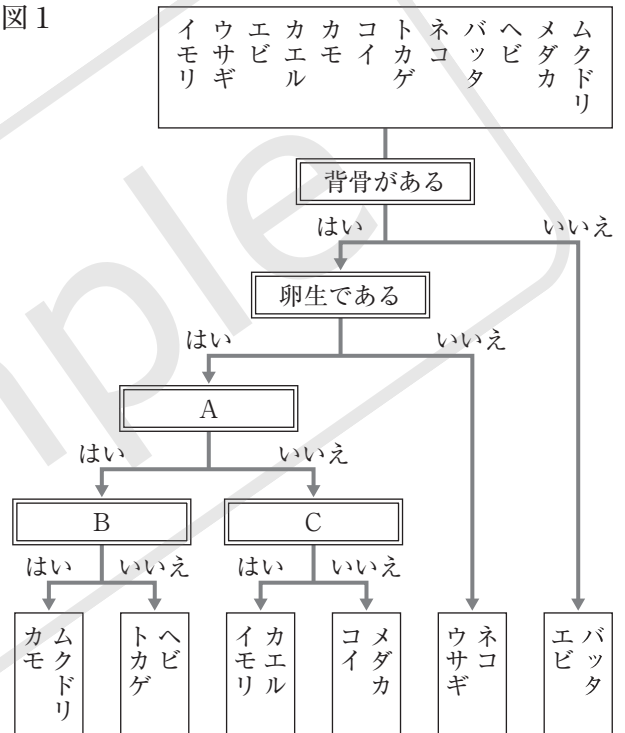 図1
イモリ
ウサギ
エビ
カエル
カモ
コイ
トカゲ
ネコ
バッタ
ヘビ
メダカ
ムクドリ
背骨がある
はい
いいえ
卵生である
はい
いいえ
A
はい
いいえ
B
C
はい
いいえ
はい
いいえ
カモ
ムクドリ
トカゲ
ヘビ
イモリ
カエル
コイ
メダカ
ウサギ
ネコ
エビ
バッタ